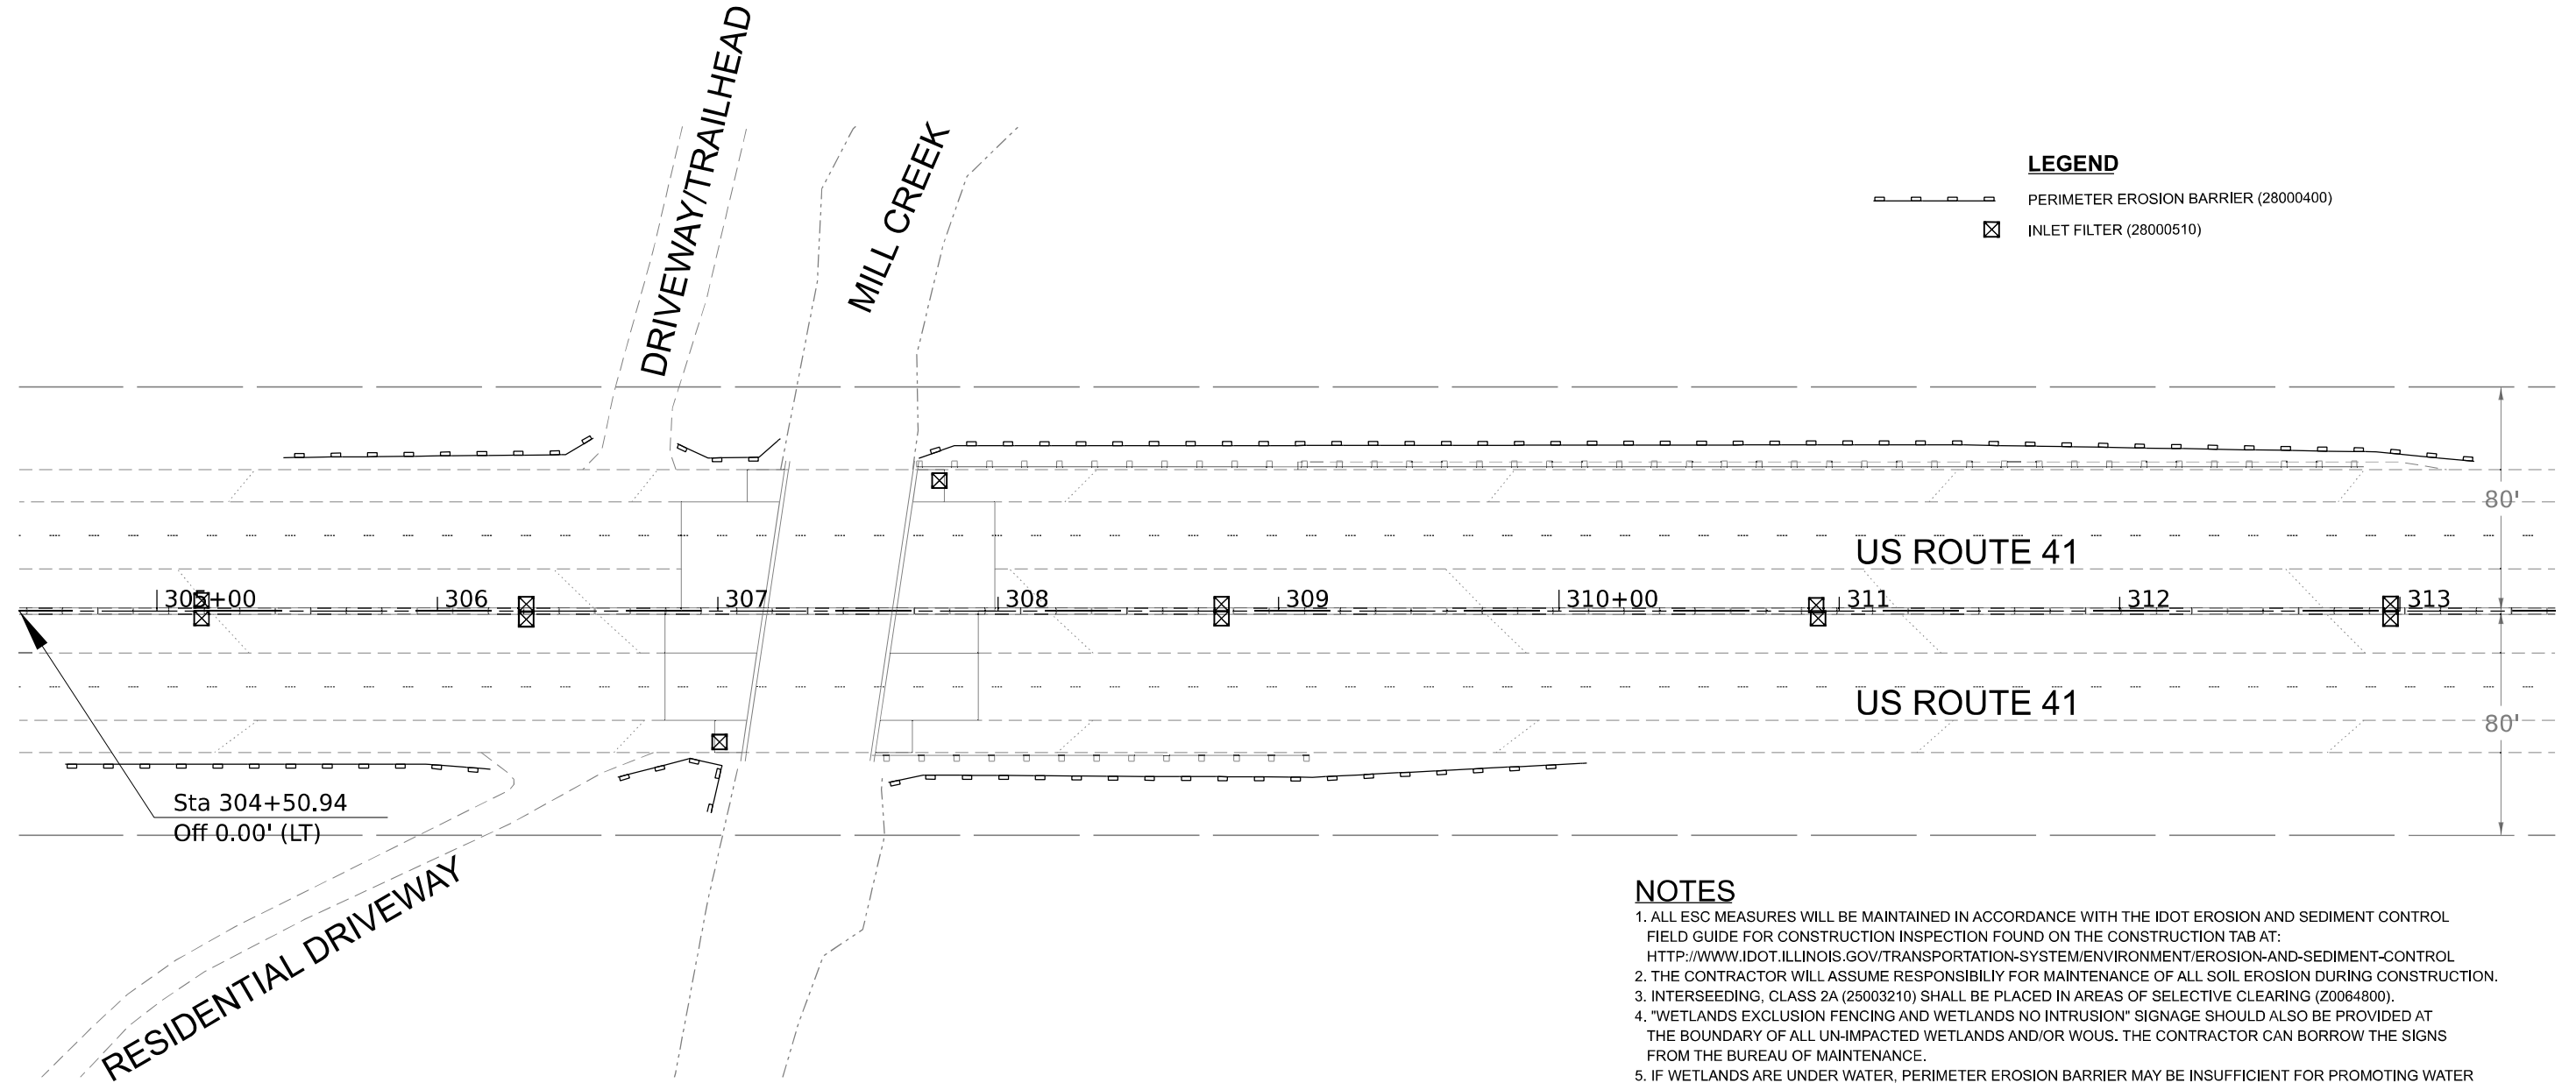 DRIVEWAY/TRAILHEAD
MILL CREEK
LEGEND
PERIMETER EROSION BARRIER (28000400)
INLET FILTER (28000510)
80'
US ROUTE 41
305+00 306 307 308 309 310+00 311 312 313
US ROUTE 41
80'
Sta 304+50.94
Off 0.00' (LT)
RESIDENTIAL DRIVEWAY
NOTES
1. ALL ESC MEASURES WILL BE MAINTAINED IN ACCORDANCE WITH THE IDOT EROSION AND SEDIMENT CONTROL
FIELD GUIDE FOR CONSTRUCTION INSPECTION FOUND ON THE CONSTRUCTION TAB AT:
HTTP://WWW.IDOT.ILLINOIS.GOV/TRANSPORTATION-SYSTEM/ENVIRONMENT/EROSION-AND-SEDIMENT-CONTROL
2. THE CONTRACTOR WILL ASSUME RESPONSIBILIY FOR MAINTENANCE OF ALL SOIL EROSION DURING CONSTRUCTION.
3. INTERSEEDING, CLASS 2A (25003210) SHALL BE PLACED IN AREAS OF SELECTIVE CLEARING (Z0064800).
4. "WETLANDS EXCLUSION FENCING AND WETLANDS NO INTRUSION" SIGNAGE SHOULD ALSO BE PROVIDED AT
THE BOUNDARY OF ALL UN-IMPACTED WETLANDS AND/OR WOUS. THE CONTRACTOR CAN BORROW THE SIGNS
FROM THE BUREAU OF MAINTENANCE.
5. IF WETLANDS ARE UNDER WATER, PERIMETER EROSION BARRIER MAY BE INSUFFICIENT FOR PROMOTING WATER